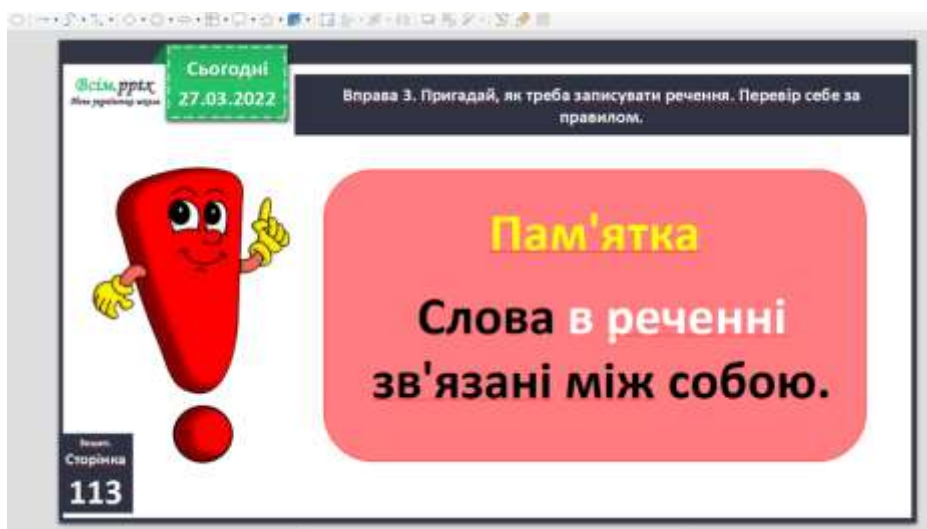 Всім.pptx
Сьогодні
27.03.2022
Вправа 3. Пригадай, як треба записувати речення. Перевір себе за
правилом.
Пам'ятка
Слова в реченні
зв'язані між собою.
Сторінка
113